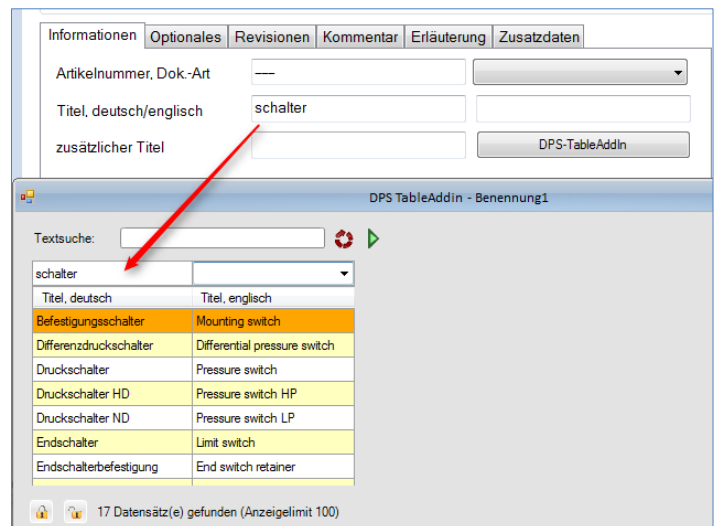 Informationen Optionales Revisionen Kommentar Erläuterung Zusatzdaten
Artikelnummer, Dok.-Art ---
Titel, deutsch/englisch schalter
zusätzlicher Titel DPS-TableAddIn
DPS TableAddin - Benennung1
Textsuche:
schalter
Titel, deutsch Titel, englisch
Befestigungsschalter Mounting switch
Differenzdruckschalter Differential pressure switch
Druckschalter Pressure switch
Druckschalter HD Pressure switch HP
Druckschalter ND Pressure switch LP
Endschalter Limit switch
Endschalterbefestigung End switch retainer
17 Datensätz(e) gefunden (Anzeigelimit 100)